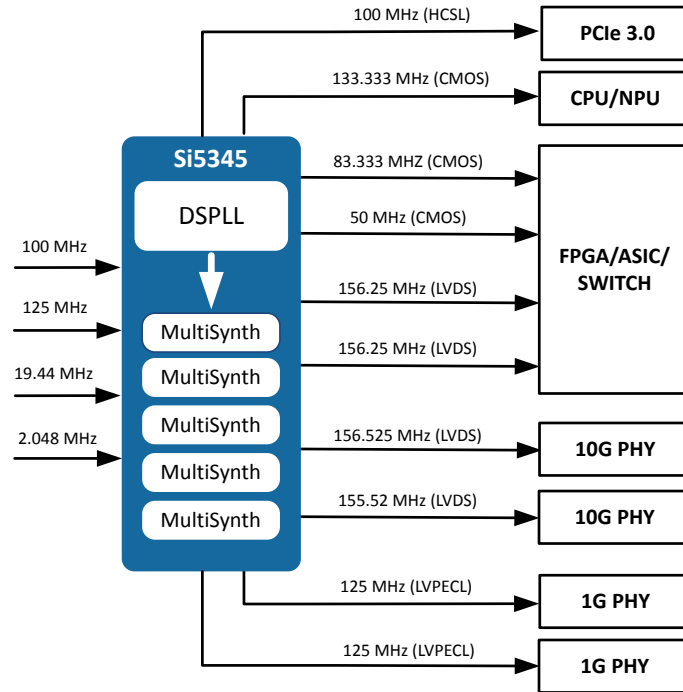 100 MHz (HCSL)
PCIe 3.0
133.333 MHz (CMOS)
CPU/NPU
Si5345
DSPLL
MultiSynth
MultiSynth
MultiSynth
MultiSynth
MultiSynth
100 MHz
125 MHz
19.44 MHz
2.048 MHz
83.333 MHZ (CMOS)
50 MHz (CMOS)
156.25 MHz (LVDS)
156.25 MHz (LVDS)
FPGA/ASIC/
SWITCH
156.525 MHz (LVDS)
10G PHY
155.52 MHz (LVDS)
10G PHY
125 MHz (LVPECL)
1G PHY
125 MHz (LVPECL)
1G PHY